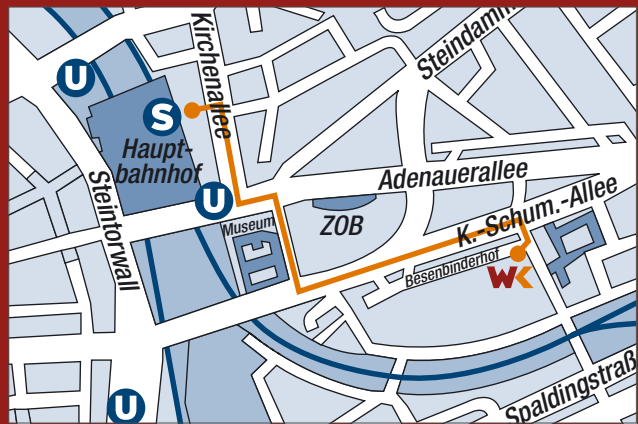 Kirchenallee
Steindamm
U
S
Haupt-
bahnhof
Steintorwall
U
Adenauerallee
Museum
ZOB
K.-Schum.-Allee
Besenbinderhof
WK
U
Spaldingstraß